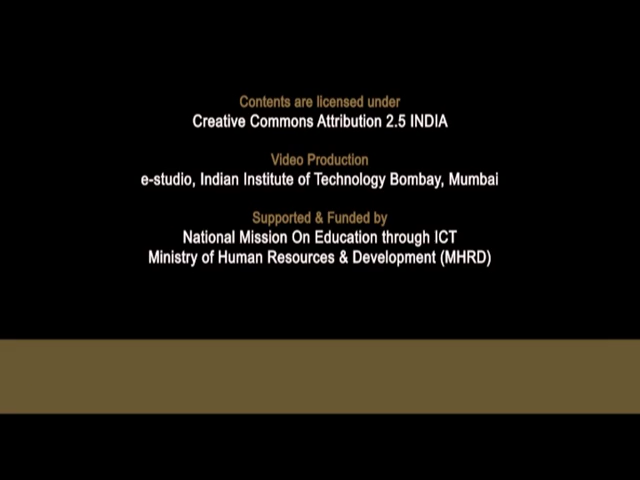 Contents are licensed under
Creative Commons Attribution 2.5 INDIA
Video Production
e-studio, Indian Institute of Technology Bombay, Mumbai
Supported & Funded by
National Mission On Education through ICT
Ministry of Human Resources & Development (MHRD)